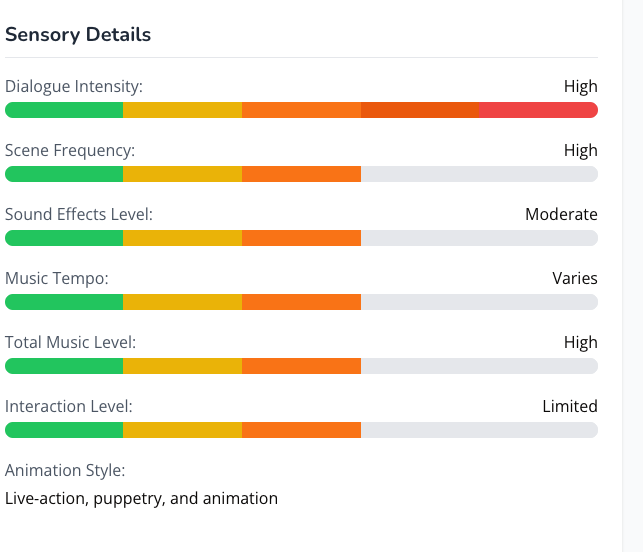 Sensory Details
Dialogue Intensity: High
Scene Frequency: High
Sound Effects Level: Moderate
Music Tempo: Varies
Total Music Level: High
Interaction Level: Limited
Animation Style:
Live-action, puppetry, and animation